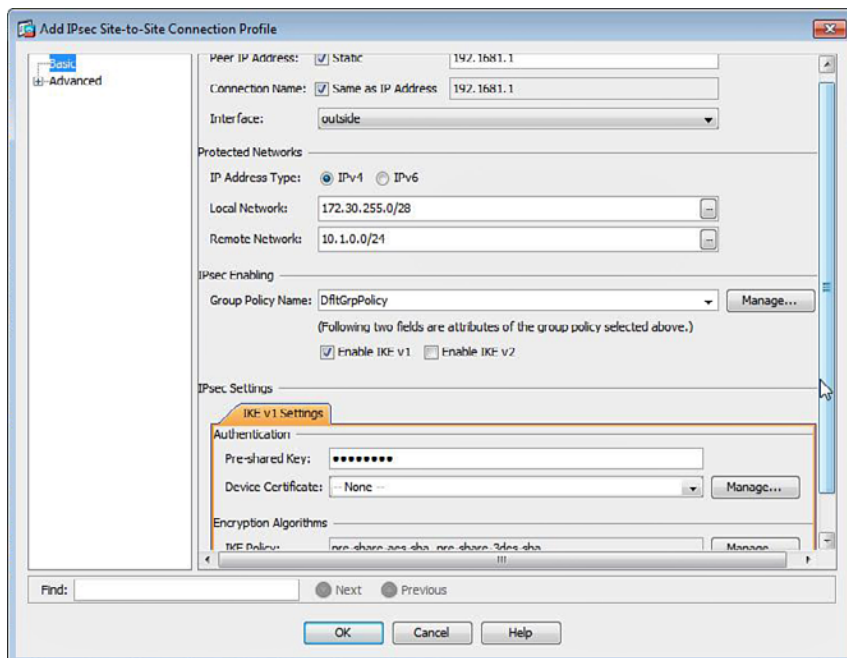 Add IPsec Site-to-Site Connection Profile
Basic
Advanced
Peer IP Address: Static 192.1681.1
Connection Name: Same as IP Address 192.1681.1
Interface: outside
Protected Networks
IP Address Type: IPv4 IPv6
Local Network: 172.30.255.0/28
Remote Network: 10.1.0.0/24
IPsec Enabling
Group Policy Name: DfltGrpPolicy Manage...
(Following two fields are attributes of the group policy selected above.)
Enable IKE v1 Enable IKE v2
IPsec Settings
IKE v1 Settings
Authentication
Pre-shared Key: ••••••••
Device Certificate: -- None -- Manage...
Encryption Algorithms
IKE Policy: pre-share-aes-sha, pre-share-3des-sha Manage...
Find: Next Previous
OK Cancel Help